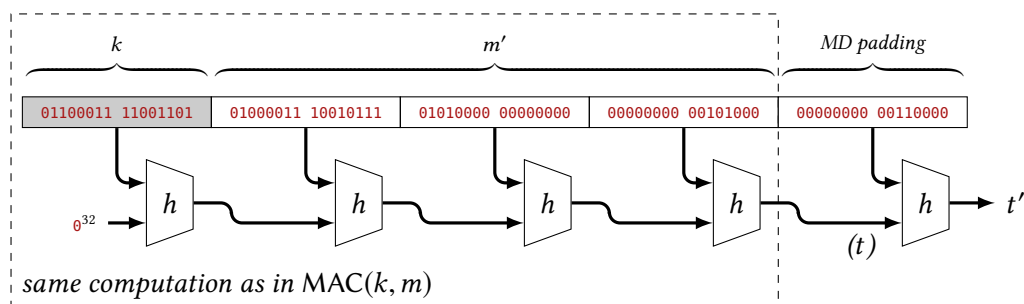 k m′ MD padding
01100011 11001101 01000011 10010111 01010000 00000000 00000000 00101000 00000000 00110000
h h h h h t′
0³² (t)
same computation as in MAC(k, m)